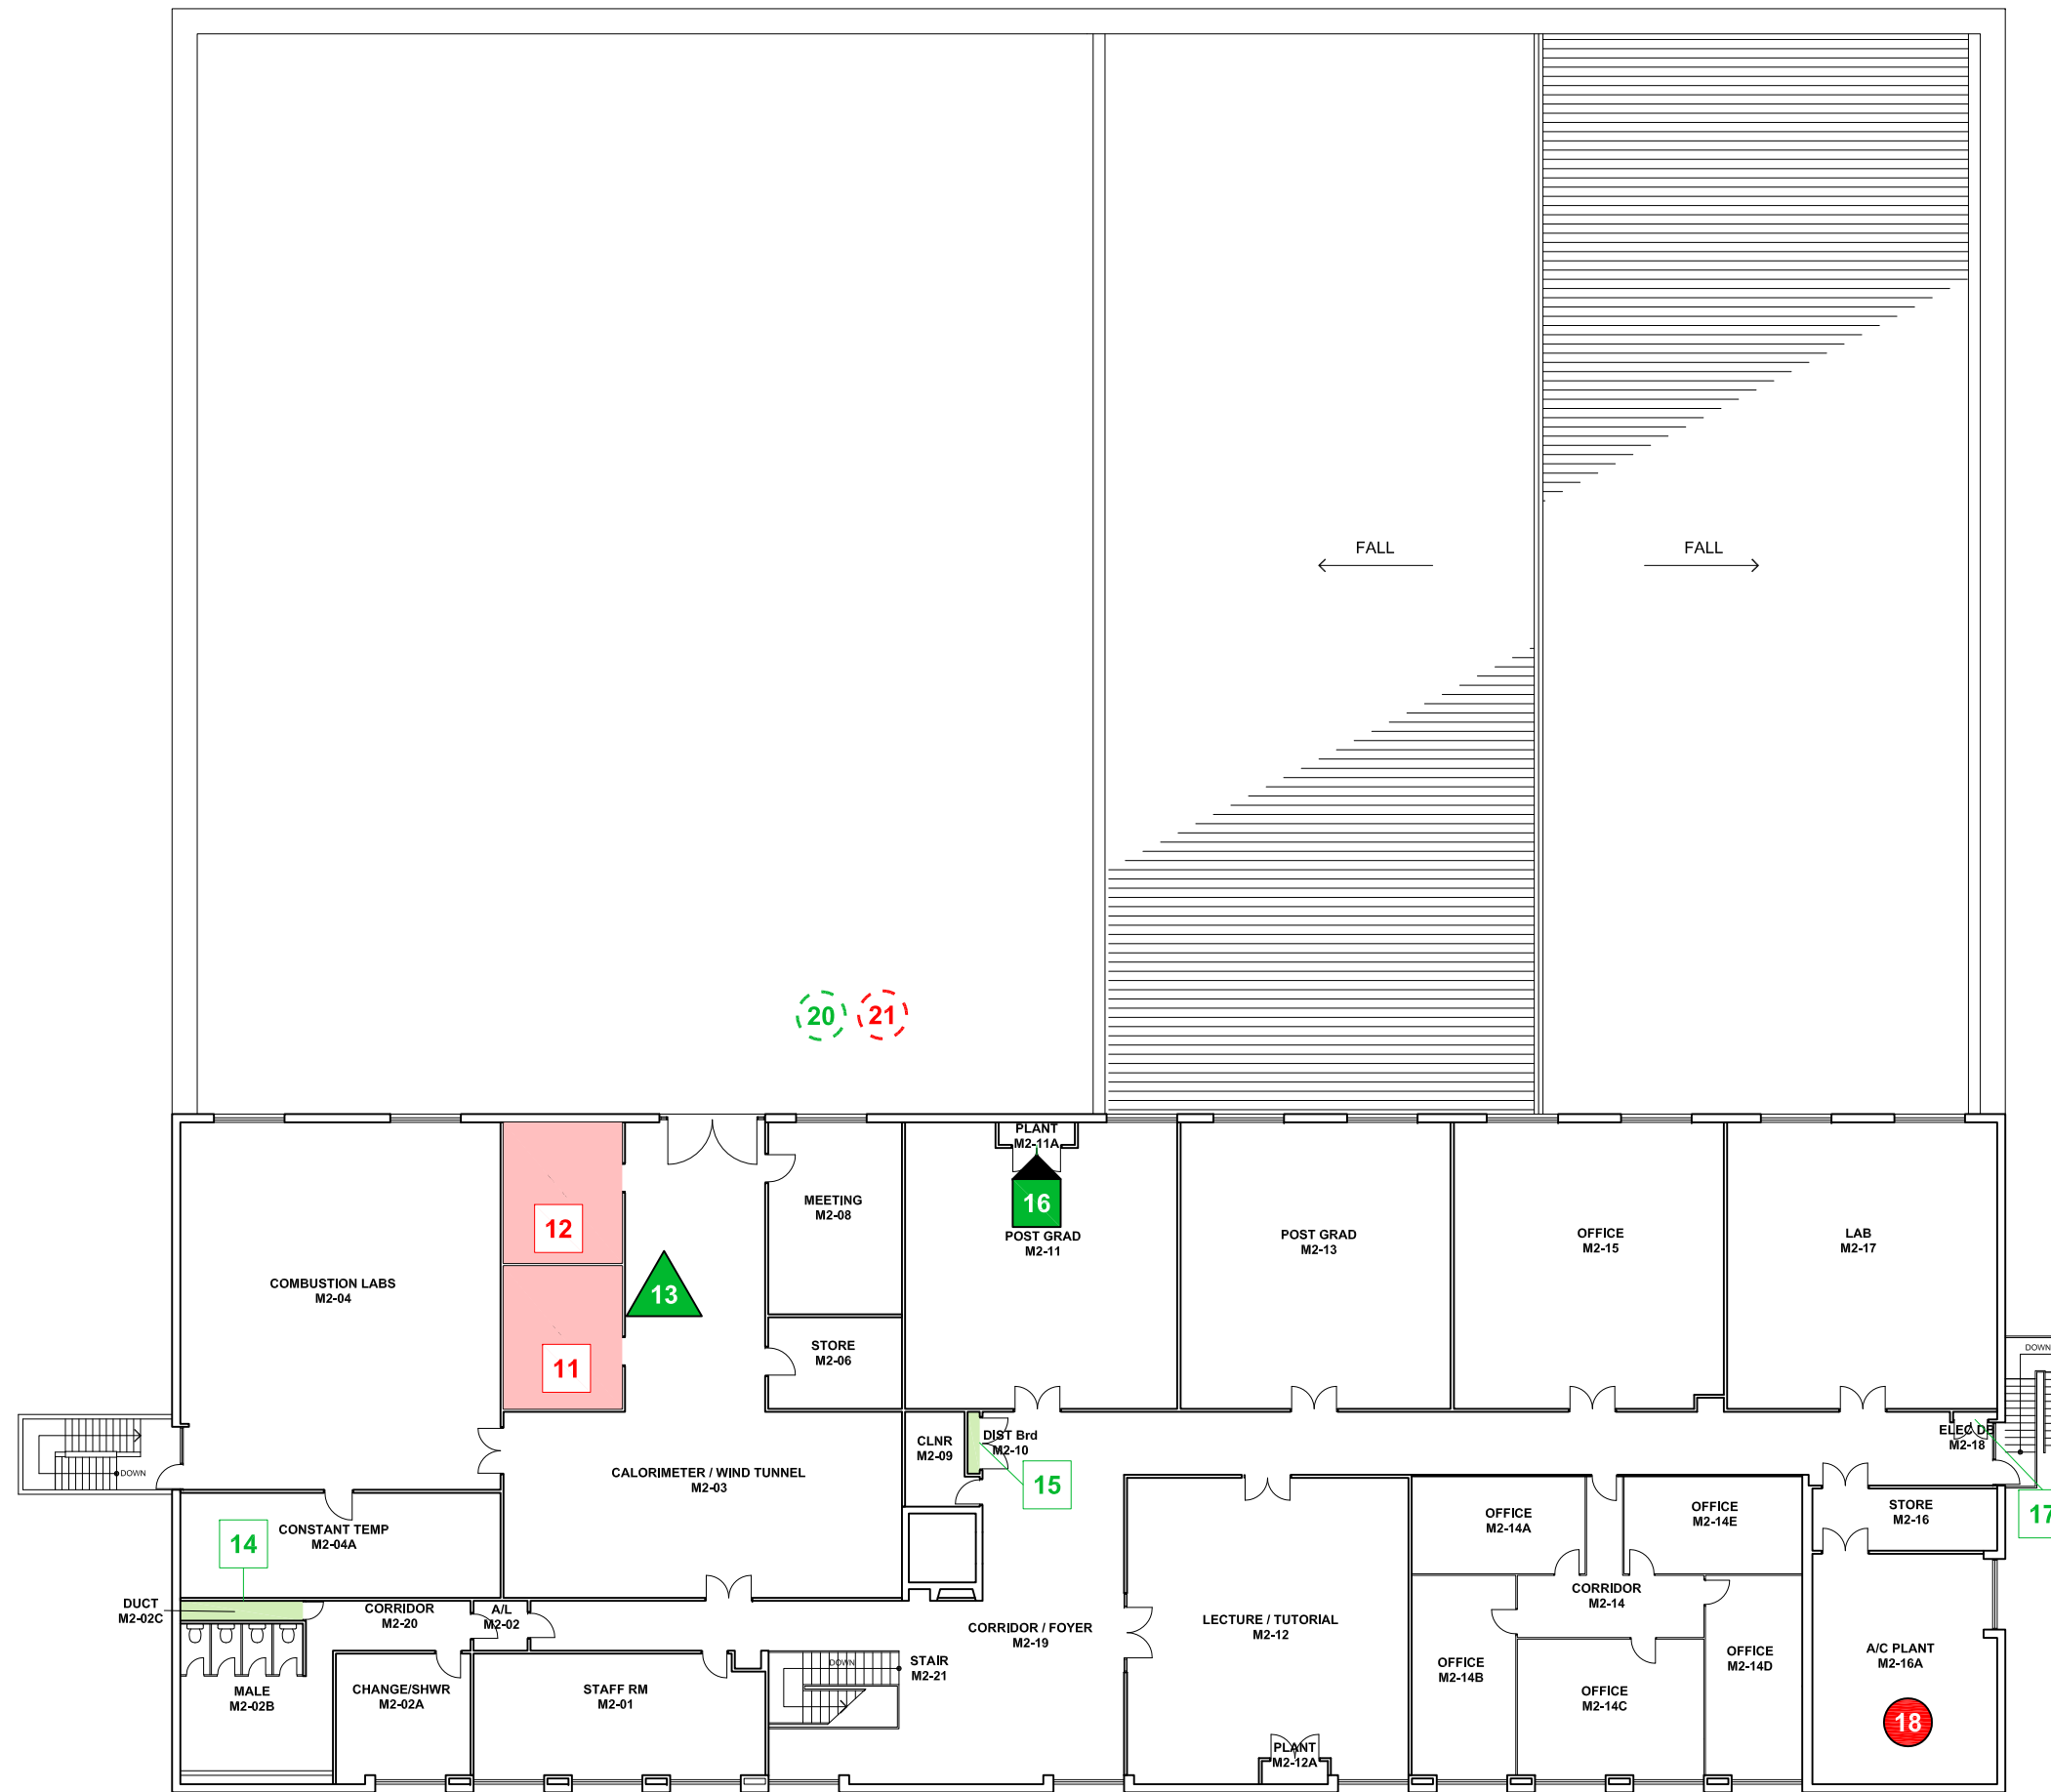 FALL
FALL
20
21
PLANT
M2-11A
12
MEETING
M2-08
16
POST GRAD
M2-11
POST GRAD
M2-13
OFFICE
M2-15
LAB
M2-17
COMBUSTION LABS
M2-04
13
STORE
M2-06
11
DOWN
CLNR
M2-09
DIST Brd
M2-10
ELEC DB
M2-18
DOWN
CALORIMETER / WIND TUNNEL
M2-03
15
17
OFFICE
M2-14A
OFFICE
M2-14E
STORE
M2-16
CONSTANT TEMP
M2-04A
14
DUCT
M2-02C
CORRIDOR
M2-20
A/L
M2-02
CORRIDOR / FOYER
M2-19
LECTURE / TUTORIAL
M2-12
CORRIDOR
M2-14
DOWN
STAIR
M2-21
OFFICE
M2-14B
OFFICE
M2-14D
A/C PLANT
M2-16A
MALE
M2-02B
CHANGE/SHWR
M2-02A
STAFF RM
M2-01
OFFICE
M2-14C
18
PLANT
M2-12A